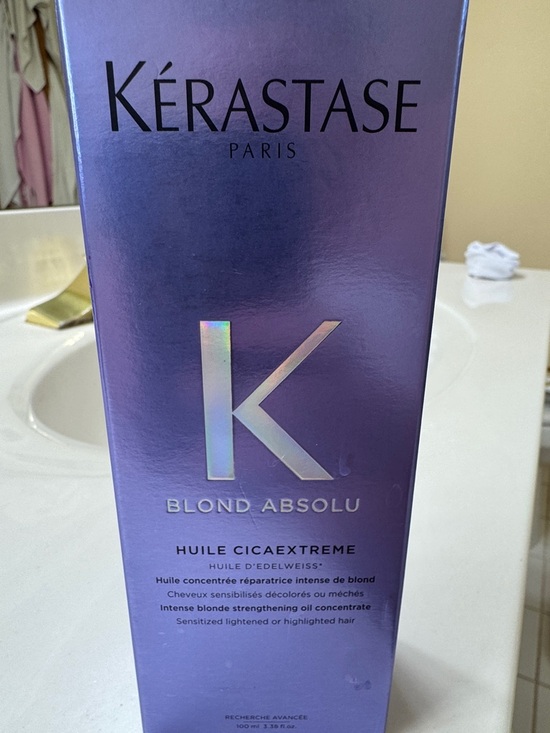 KÉRASTASE
PARIS
K
BLOND ABSOLU
HUILE CICAEXTREME
HUILE D'EDELWEISS*
Huile concentrée réparatrice intense de blond
Cheveux sensibilisés décolorés ou méchés
Intense blonde strengthening oil concentrate
Sensitized lightened or highlighted hair
RECHERCHE AVANCÉE
100 ml 3.38 fl.oz.